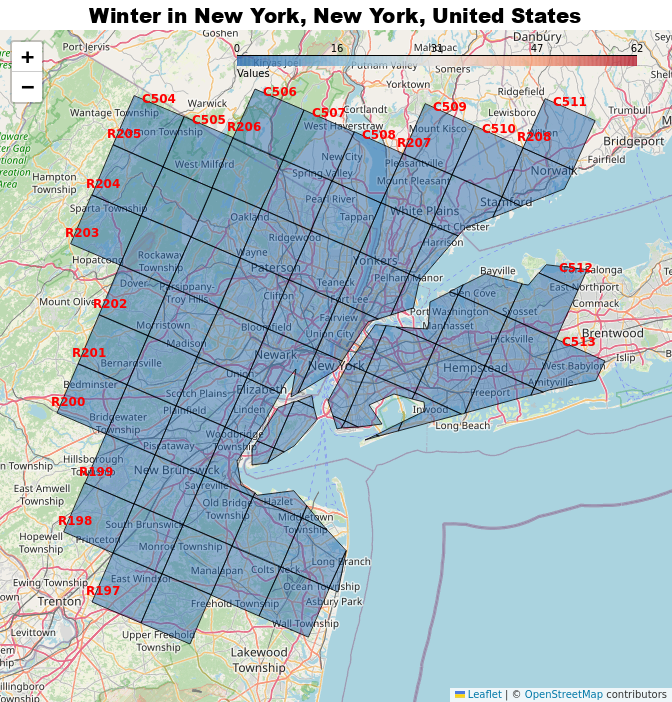 Winter in New York, New York, United States
Goshen
Danbury
Port Jervis
+
−
0
16
31
47
62
Kiryas Joel
Mahopac
Values
Putnam Valley
Somers
Yorktown
Ridgefield
C504
C506
C511
Wantage Township
Warwick
C507
Cortlandt
C509
Lewisboro
Trumbull
C505
R206
West Haverstraw
Mount Kisco
C510
R205
Vernon Township
C508
R207
R208
Wilton
Bridgeport
New City
Pleasantville
Fairfield
West Milford
Spring Valley
Mount Pleasant
Norwalk
Hampton
Township
R204
Pearl River
Stamford
Sparta Township
Oakland
Tappan
White Plains
Port Chester
R203
Ridgewood
Harrison
Hopatcong
Rockaway
Township
Wayne
Paterson
Yonkers
Bayville
C512
Dover
Parsippany-
Troy Hills
Teaneck
Pelham Manor
East Northport
Mount Olive
R202
Clifton
Fort Lee
Glen Cove
Commack
Fairview
Port Washington
Syosset
Morristown
Bloomfield
Union City
Manhasset
Brentwood
Madison
Hicksville
C513
R201
Newark
Islip
Bernardsville
New York
Hempstead
West Babylon
Union
Bedminster
Elizabeth
Amityville
Scotch Plains
Freeport
R200
Plainfield
Linden
Inwood
Bridgewater
Township
Long Beach
Woodbridge
Township
Piscataway
Hillsborough
Township
R199
New Brunswick
East Amwell
Township
Sayreville
Old Bridge
Township
Hazlet
R198
South Brunswick
Middletown
Township
Hopewell
Township
Princeton
Monroe Township
Long Branch
Manalapan
Colts Neck
East Windsor
Ewing Township
R197
Ocean Township
Trenton
Freehold Township
Asbury Park
Wall Township
Levittown
Upper Freehold
Township
Lakewood
Township
Leaflet | © OpenStreetMap contributors